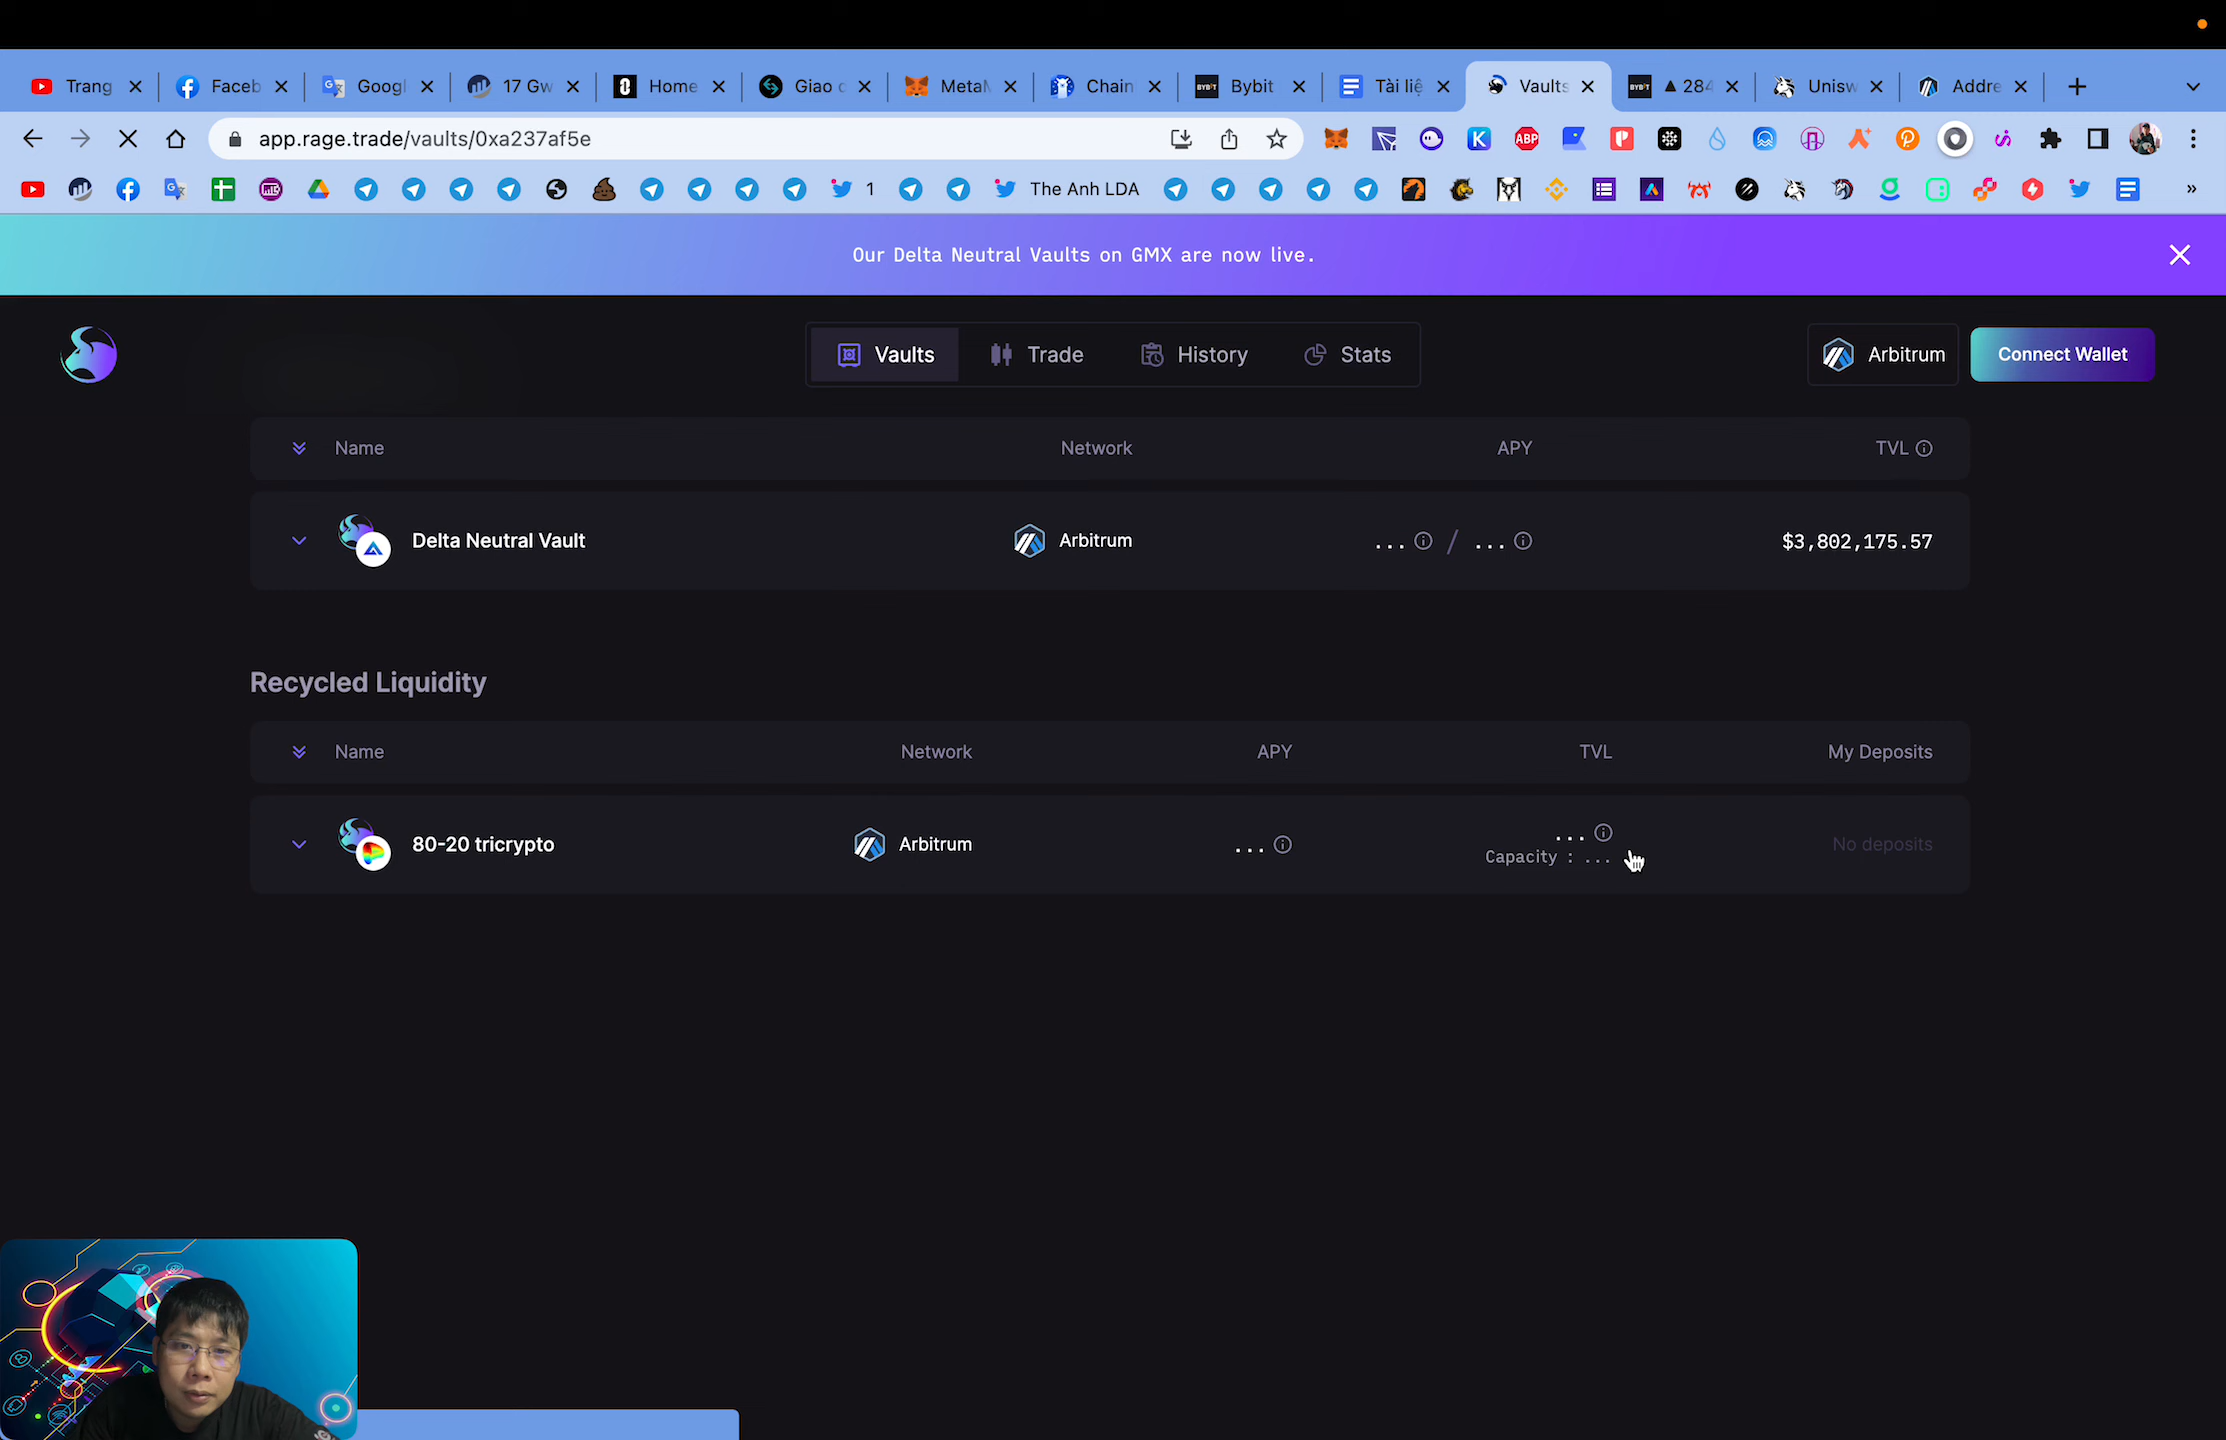 Trang
Faceb
Googl
17 Gw
Home
Giao c
MetaM
Chain
Bybit
Tài liệ
Vaults
▲ 284
Unisw
Addre
app.rage.trade/vaults/0xa237af5e
ABP
1
The Anh LDA
Our Delta Neutral Vaults on GMX are now live.
Vaults
Trade
History
Stats
Arbitrum
Connect Wallet
Name Network APY TVL
Delta Neutral Vault Arbitrum ... / ... $3,802,175.57
Recycled Liquidity
Name Network APY TVL My Deposits
80-20 tricrypto Arbitrum ... ... No deposits
Capacity : ...